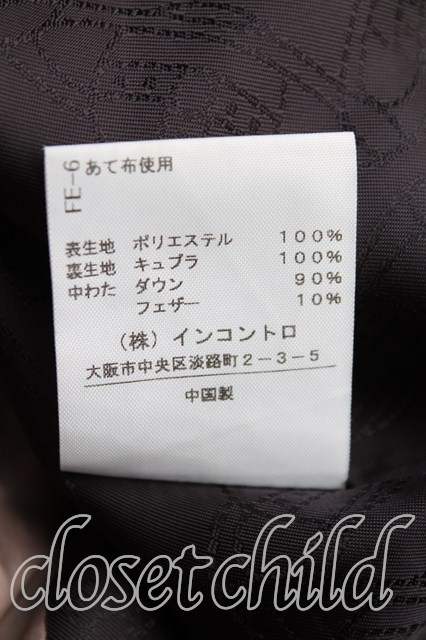 FE-6
あて布使用
表生地 ポリエステル 100%
裏生地 キュプラ 100%
中わた ダウン 90%
フェザー 10%
(株)インコントロ
大阪市中央区淡路町2-3-5
中国製
closetchild